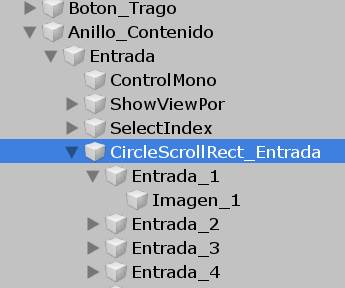 Boton_Trago
Anillo_Contenido
Entrada
ControlMono
ShowViewPor
SelectIndex
CircleScrollRect_Entrada
Entrada_1
Imagen_1
Entrada_2
Entrada_3
Entrada_4